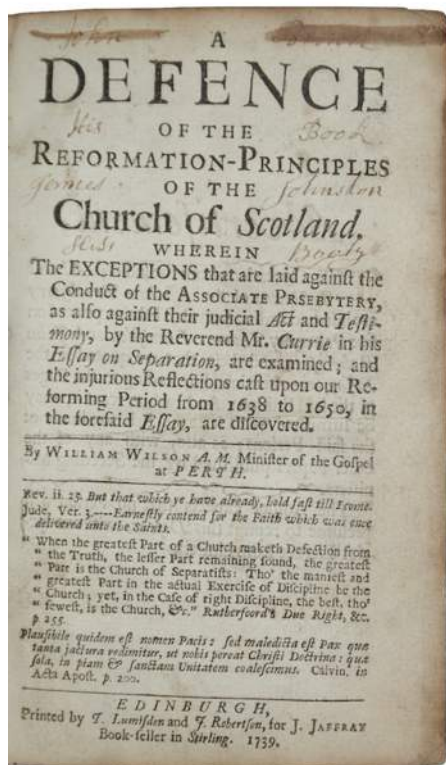 John
A
DEFENCE
His Book
OF THE
REFORMATION-PRINCIPLES
James Johnston
OF THE
Church of Scotland.
His Book
WHEREIN
The EXCEPTIONS that are laid againſt the
Conduct of the ASSOCIATE PRSEBYTERY,
as alſo againſt their judicial Act and Teſti-
mony, by the Reverend Mr. Currie in his
Eſſay on Separation, are examined; and
the injurious Reflections caſt upon our Re-
forming Period from 1638 to 1650, in
the foreſaid Eſſay, are diſcovered.
By WILLIAM WILSON A. M. Miniſter of the Goſpel
at PERTH.
Rev. ii. 25. But that which ye have already, hold faſt till I come.
Jude, Ver. 3.----Earneſtly contend for the Faith which was once
delivered unto the Saints.
“ When the greateſt Part of a Church maketh Defection from
“ the Truth, the leſſer Part remaining ſound, the greateſt
“ Part is the Church of Separatiſts: Tho' the manieſt and
“ greateſt Part in the actual Exerciſe of Diſcipline be the
“ Church; yet, in the Caſe of right Diſcipline, the beſt, tho'
“ feweſt, is the Church, &c.” Rutherfoord's Due Right, &c.
p. 255.
Plauſibile quidem eſt nomen Pacis: ſed maledicta eſt Pax quæ
tanta jactura redimitur, ut nobis pereat Chriſti Doctrina: qua
ſola, in piam & ſanctam Unitatem coaleſcimus. Calvin. in
Acta Apoſt. p. 200.
EDINBURGH,
Printed by T. Lumiſden and J. Robertſon, for J. JAFFRAY
Book-ſeller in Stirling. 1739.